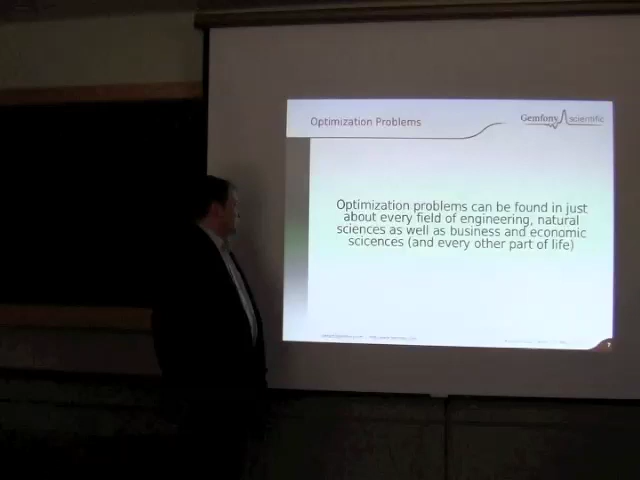 Optimization Problems
Gemfony scientific
Optimization problems can be found in just
about every field of engineering, natural
sciences as well as business and economic
scicences (and every other part of life)
7